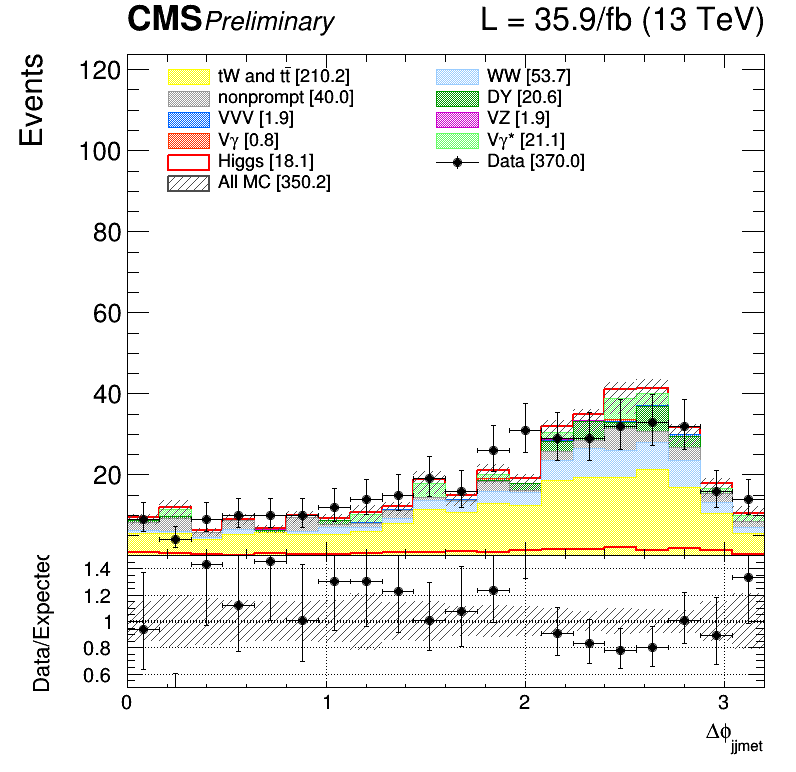 CMS Preliminary L = 35.9/fb (13 TeV)
Events
120
100
80
60
40
20
tW and tt̄ [210.2]
nonprompt [40.0]
VVV [1.9]
Vγ [0.8]
Higgs [18.1]
All MC [350.2]
WW [53.7]
DY [20.6]
VZ [1.9]
Vγ* [21.1]
Data [370.0]
Data/Expected
1.4
1.2
1
0.8
0.6
0 1 2 3
Δϕjjmet